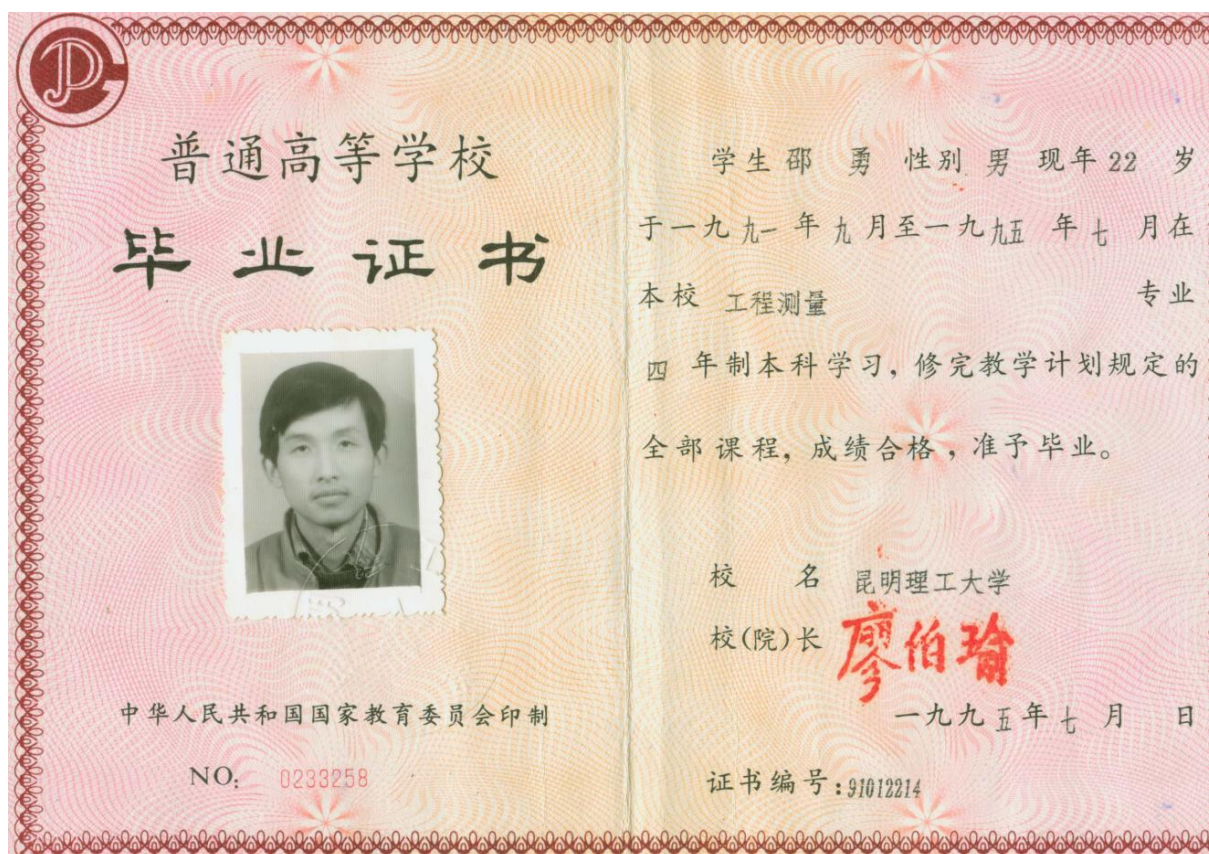 普通高等学校
毕业证书
中华人民共和国国家教育委员会印制
NO: 0233258
学生 邵 勇 性别 男 现年 22 岁
于一九九一年九月至一九九五年七月在
本校 工程测量 专业
四年制本科学习,修完教学计划规定的
全部课程,成绩合格,准予毕业。
校 名 昆明理工大学
校(院)长 廖伯瑜
一九九五年七月 日
证书编号:91012214